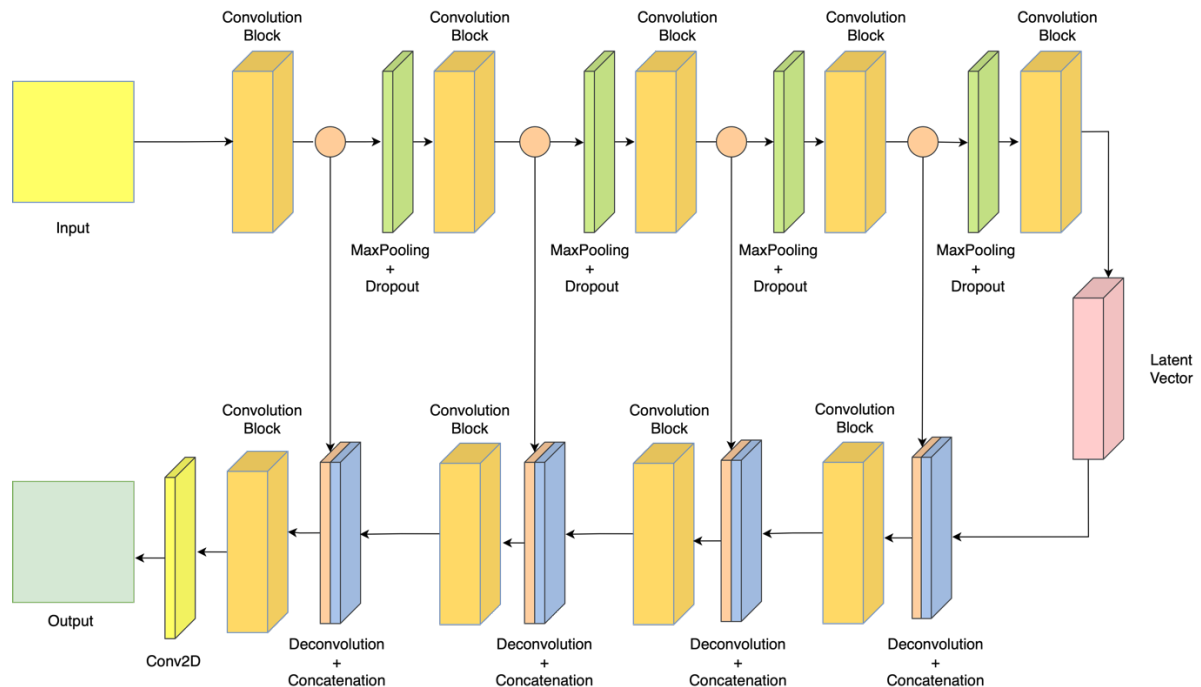 Convolution
Block
Convolution
Block
Convolution
Block
Convolution
Block
Convolution
Block
Input
MaxPooling
+
Dropout
MaxPooling
+
Dropout
MaxPooling
+
Dropout
MaxPooling
+
Dropout
Latent
Vector
Convolution
Block
Convolution
Block
Convolution
Block
Convolution
Block
Output
Conv2D
Deconvolution
+
Concatenation
Deconvolution
+
Concatenation
Deconvolution
+
Concatenation
Deconvolution
+
Concatenation